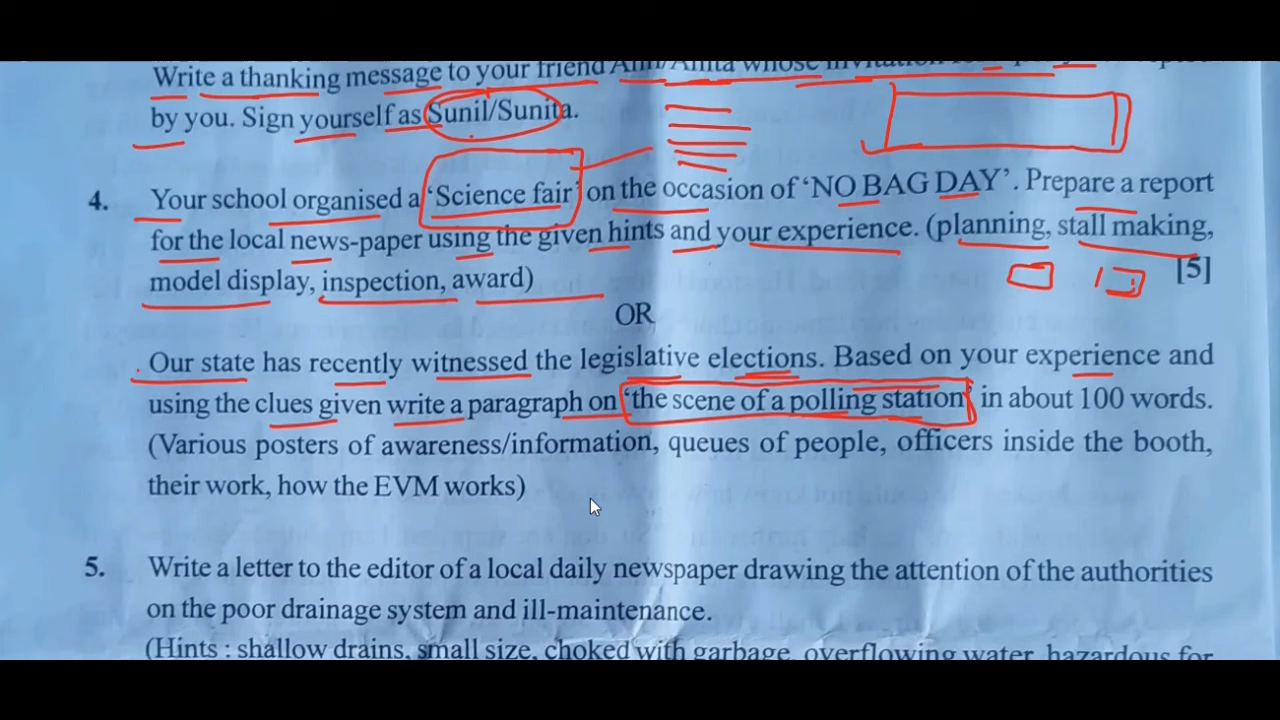 Write a thanking message to your friend
by you. Sign yourself as Sunil/Sunita.
4. Your school organised a 'Science fair' on the occasion of 'NO BAG DAY'. Prepare a report
for the local news-paper using the given hints and your experience. (planning, stall making,
model display, inspection, award) [5]
OR
Our state has recently witnessed the legislative elections. Based on your experience and
using the clues given write a paragraph on 'the scene of a polling station' in about 100 words.
(Various posters of awareness/information, queues of people, officers inside the booth,
their work, how the EVM works)
5. Write a letter to the editor of a local daily newspaper drawing the attention of the authorities
on the poor drainage system and ill-maintenance.
(Hints : shallow drains, small size, choked with garbage, overflowing water, hazardous for